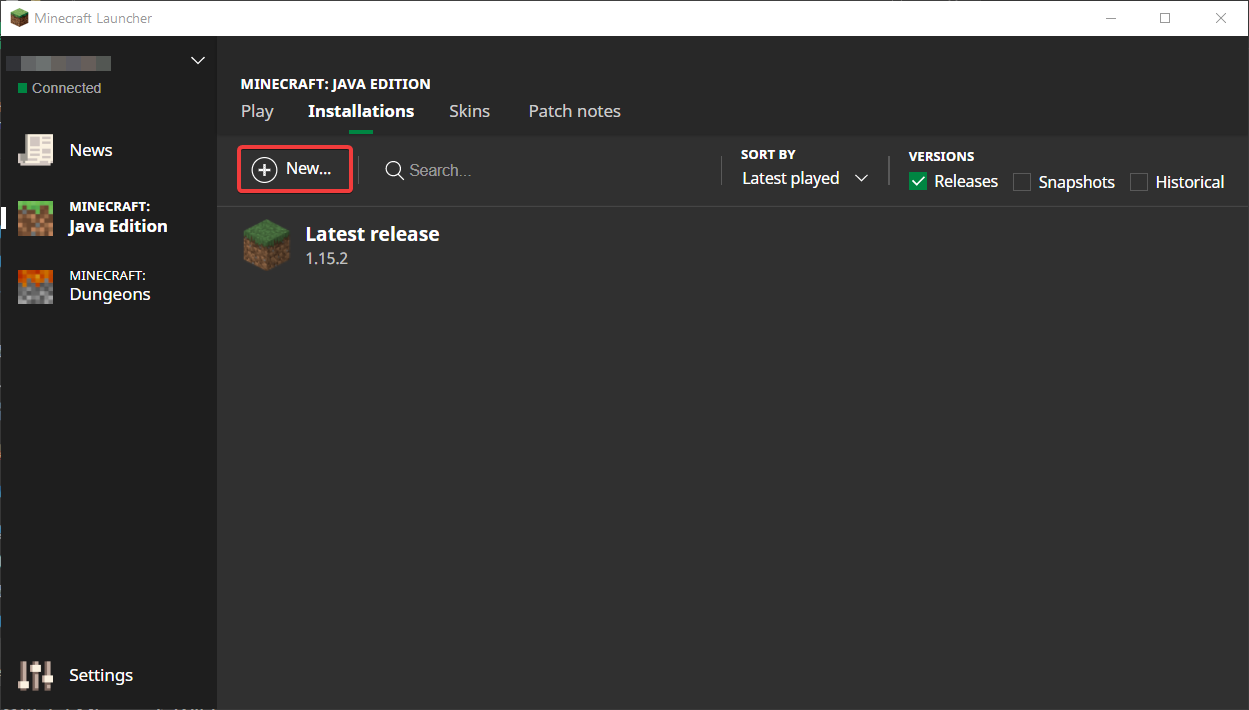 Minecraft Launcher
Connected
News
MINECRAFT:
Java Edition
MINECRAFT:
Dungeons
Settings
MINECRAFT: JAVA EDITION
Play Installations Skins Patch notes
New... Search...
SORT BY
Latest played
VERSIONS
Releases Snapshots Historical
Latest release
1.15.2